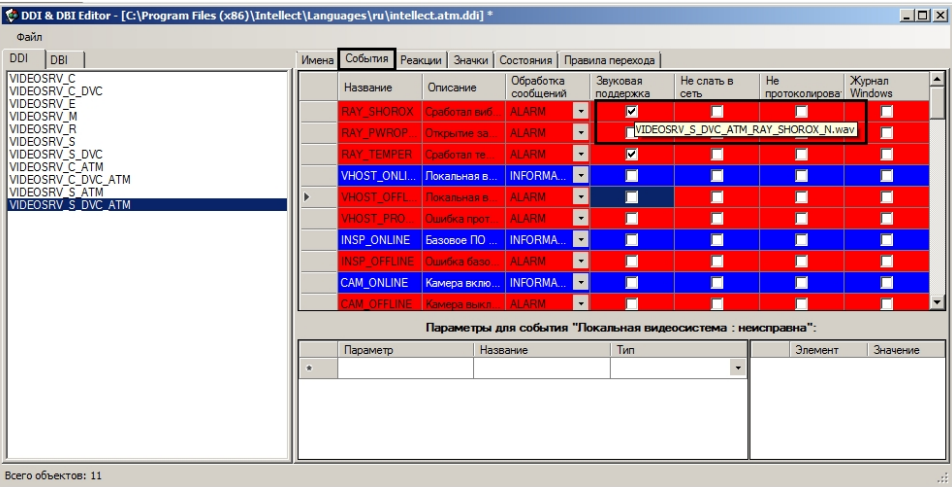 DDI & DBI Editor - [C:\Program Files (x86)\Intellect\Languages\ru\intellect.atm.ddi] *
Файл
DDI DBI
VIDEOSRV_C
VIDEOSRV_C_DVC
VIDEOSRV_E
VIDEOSRV_M
VIDEOSRV_R
VIDEOSRV_S
VIDEOSRV_S_DVC
VIDEOSRV_C_ATM
VIDEOSRV_C_DVC_ATM
VIDEOSRV_S_ATM
VIDEOSRV_S_DVC_ATM
Имена События Реакции Значки Состояния Правила перехода
Название Описание Обработка сообщений Звуковая поддержка Не слать в сеть Не протоколироват Журнал Windows
RAY_SHOROX Сработал виб... ALARM
RAY_PWROP... Открытие за... ALARM
VIDEOSRV_S_DVC_ATM_RAY_SHOROX_N.wav
RAY_TEMPER Сработал те... ALARM
VHOST_ONLI... Локальная в... INFORMA...
VHOST_OFFL... Локальная в... ALARM
VHOST_PRO... Ошибка прот... ALARM
INSP_ONLINE Базовое ПО ... INFORMA...
INSP_OFFLINE Ошибка базо... ALARM
CAM_ONLINE Камера вклю... INFORMA...
CAM_OFFLINE Камера выкл... ALARM
Параметры для события "Локальная видеосистема : неисправна":
Параметр Название Тип
Элемент Значение
Всего объектов: 11